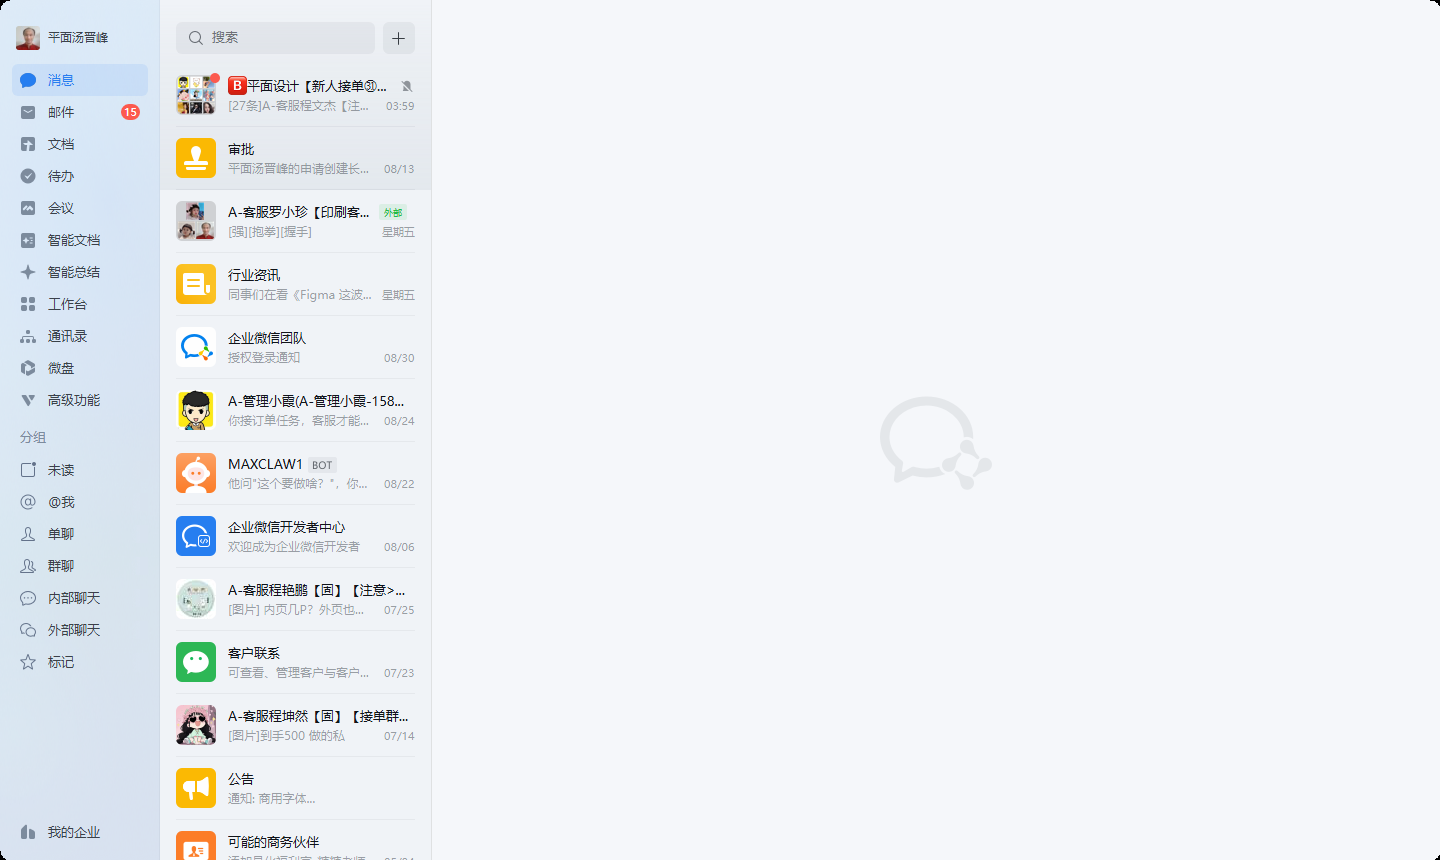 平面汤晋峰
消息
邮件
15
文档
待办
会议
智能文档
智能总结
工作台
通讯录
微盘
高级功能
分组
未读
@我
单聊
群聊
内部聊天
外部聊天
标记
我的企业
搜索
B平面设计【新人接单㉛...
[27条]A-客服程文杰【注... 03:59
审批
平面汤晋峰的申请创建长... 08/13
A-客服罗小珍【印刷客... 外部
[强][抱拳][握手] 星期五
行业资讯
同事们在看《Figma 这波... 星期五
企业微信团队
授权登录通知 08/30
A-管理小霞(A-管理小霞-158...
你接订单任务，客服才能... 08/24
MAXCLAW1 BOT
他问"这个要做啥？"，你... 08/22
企业微信开发者中心
欢迎成为企业微信开发者 08/06
A-客服程艳鹏【固】【注意>...
[图片] 内页几P？外页也... 07/25
客户联系
可查看、管理客户与客户... 07/23
A-客服程坤然【固】【接单群...
[图片]到手500 做的私 07/14
公告
通知: 商用字体...
可能的商务伙伴